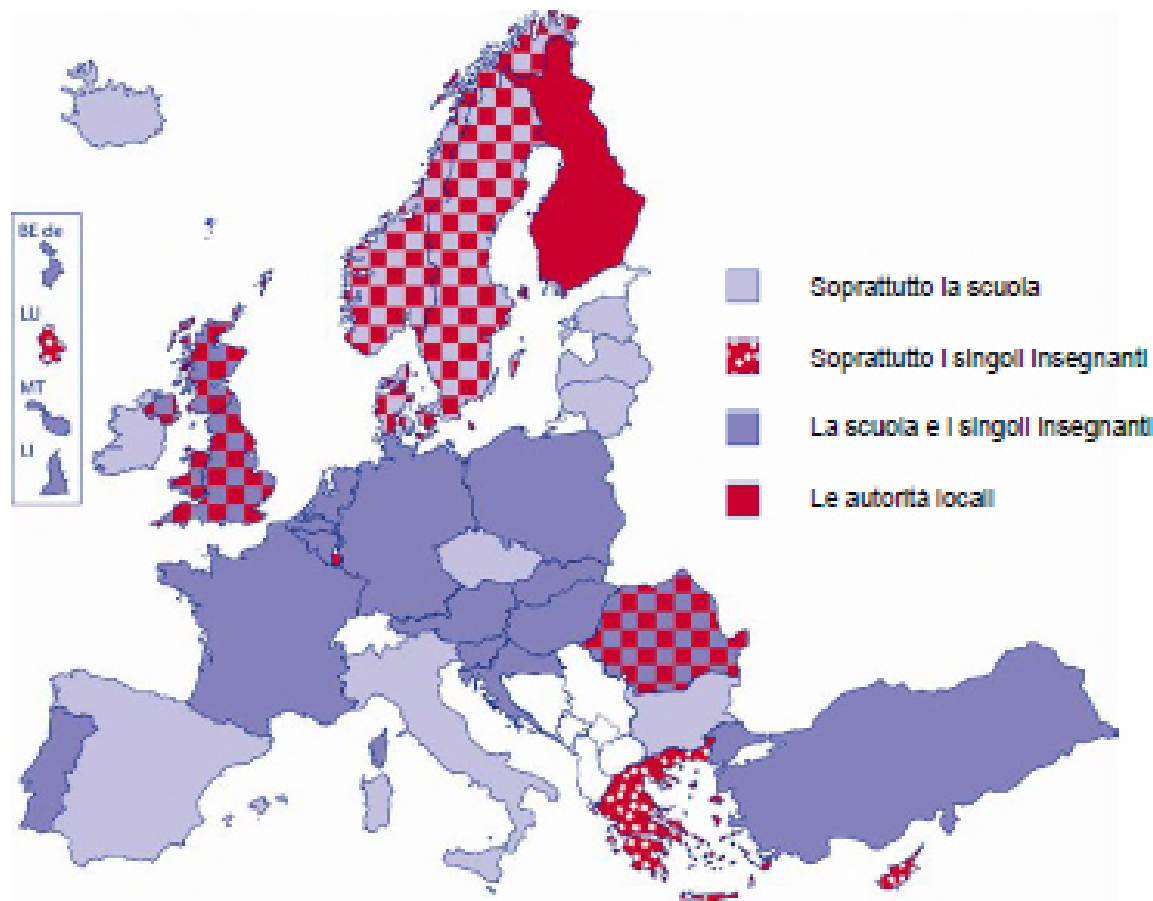 BE de
LU
MT
LI
Soprattutto la scuola
Soprattutto i singoli insegnanti
La scuola e i singoli insegnanti
Le autorità locali